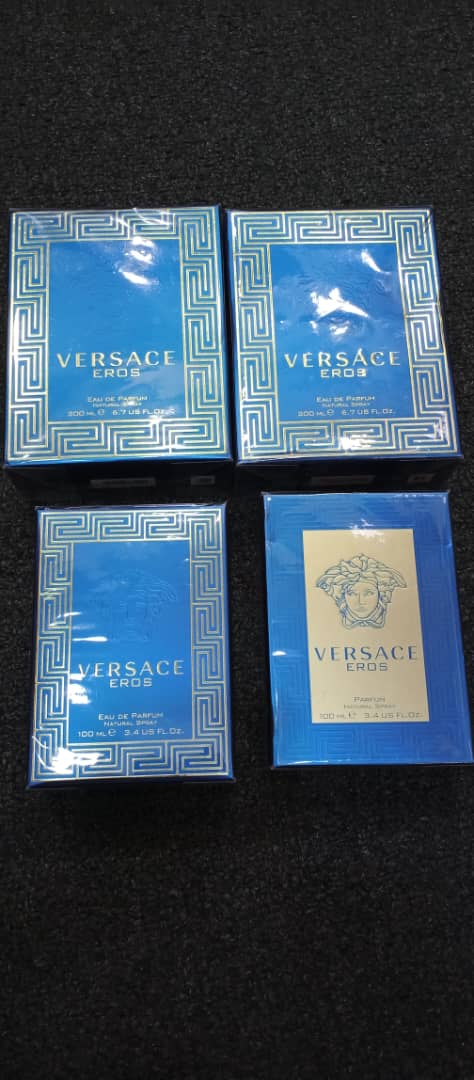 VERSACE
EROS
EAU DE PARFUM
NATURAL SPRAY
200 ML ℮ 6.7 US FL.OZ.
VERSACE
EROS
EAU DE PARFUM
NATURAL SPRAY
200 ML ℮ 6.7 US FL.OZ.
VERSACE
EROS
EAU DE PARFUM
NATURAL SPRAY
100 ML ℮ 3.4 US FL.OZ.
VERSACE
EROS
PARFUM
NATURAL SPRAY
100 ML ℮ 3.4 US FL.OZ.